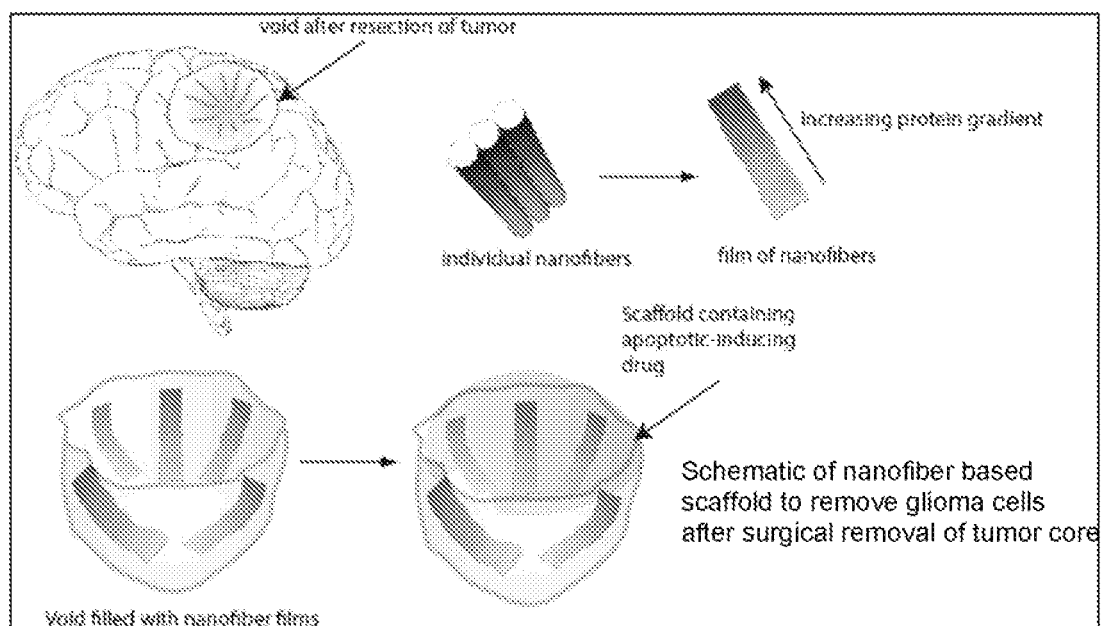 void after resection of tumor
Increasing protein gradient
individual nanofibers
film of nanofibers
Scaffold containing
apoptotic-inducing
drug
Schematic of nanofiber based
scaffold to remove glioma cells
after surgical removal of tumor core
Void filled with nanofiber films